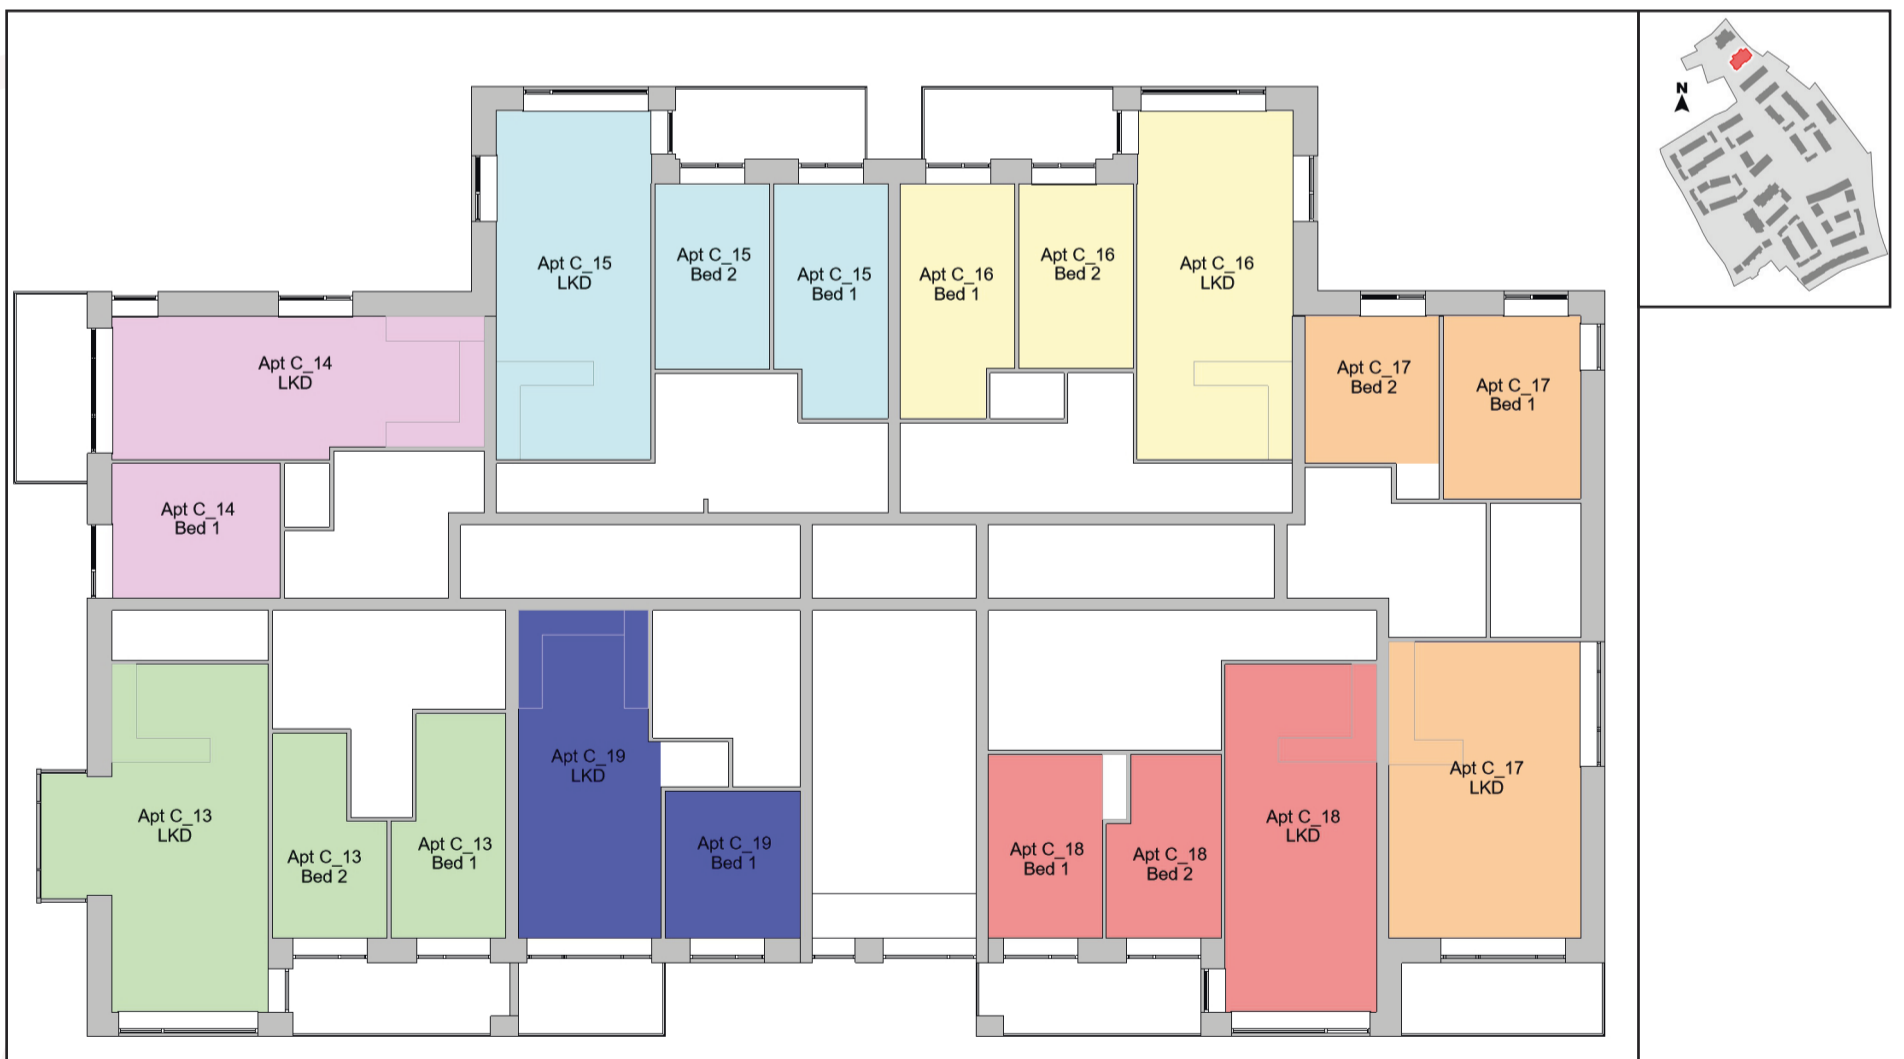 N
Apt C_15
LKD
Apt C_15
Bed 2
Apt C_15
Bed 1
Apt C_16
Bed 1
Apt C_16
Bed 2
Apt C_16
LKD
Apt C_14
LKD
Apt C_17
Bed 2
Apt C_17
Bed 1
Apt C_14
Bed 1
Apt C_13
LKD
Apt C_13
Bed 2
Apt C_13
Bed 1
Apt C_19
LKD
Apt C_19
Bed 1
Apt C_18
Bed 1
Apt C_18
Bed 2
Apt C_18
LKD
Apt C_17
LKD